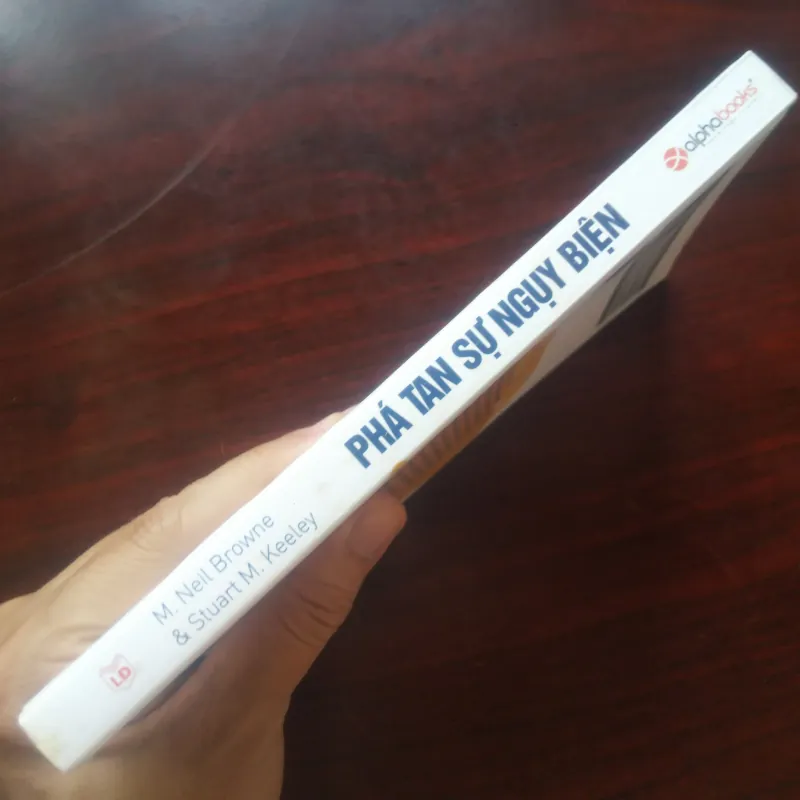 M. Neil Browne
& Stuart M. Keeley
PHÁ TAN SỰ NGỤY BIỆN
alphabooks®
LD